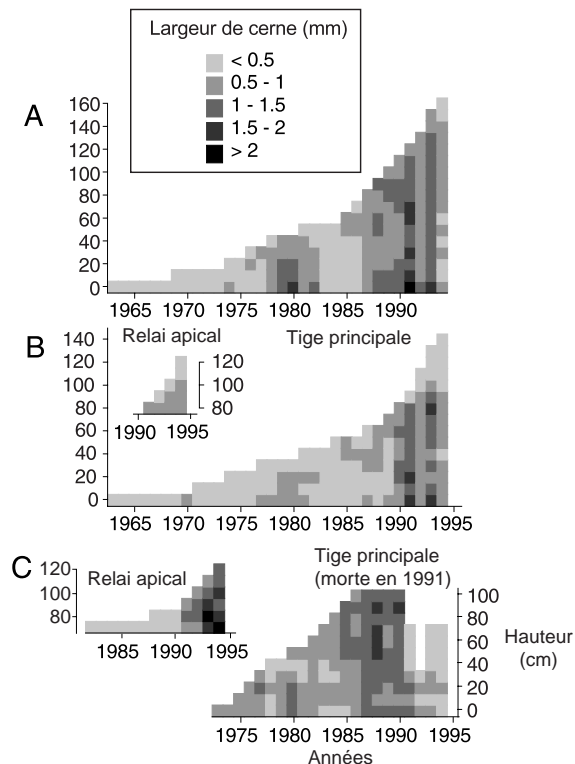 Largeur de cerne (mm)
< 0.5
0.5 - 1
1 - 1.5
1.5 - 2
> 2
A
160
140
120
100
80
60
40
20
0
1965 1970 1975 1980 1985 1990
B
Relai apical
Tige principale
140
120
100
80
60
40
20
0
120
100
80
1990 1995
1965 1970 1975 1980 1985 1990 1995
C
Relai apical
Tige principale
(morte en 1991)
120
100
80
1985 1990 1995
100
80
60
40
20
0
Hauteur
(cm)
1975 1980 1985 1990 1995
Années